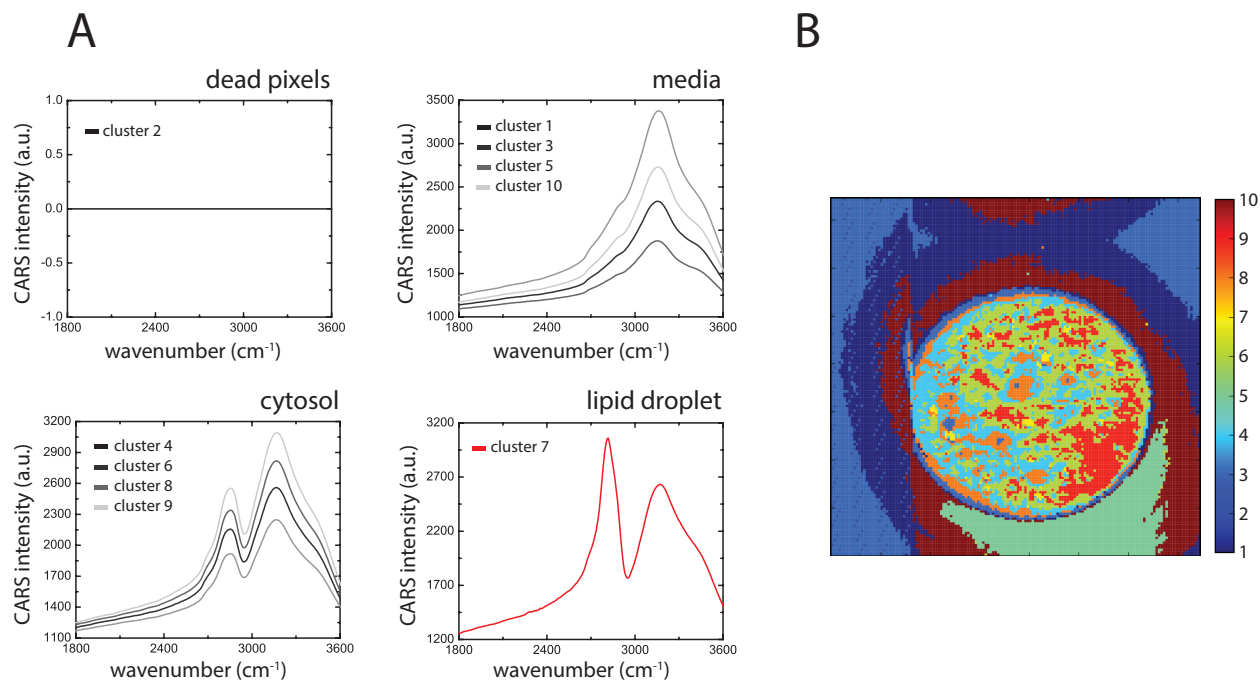 A
B
dead pixels
1.0
0.5
0.0
-0.5
-1.0
1800
2400
3000
3600
CARS intensity (a.u.)
wavenumber (cm⁻¹)
cluster 2
media
3500
3000
2500
2000
1500
1000
1800
2400
3000
3600
CARS intensity (a.u.)
wavenumber (cm⁻¹)
cluster 1
cluster 3
cluster 5
cluster 10
cytosol
3200
2900
2600
2300
2000
1700
1400
1100
1800
2400
3000
3600
CARS intensity (a.u.)
wavenumber (cm⁻¹)
cluster 4
cluster 6
cluster 8
cluster 9
lipid droplet
3200
2700
2200
1700
1200
1800
2400
3000
3600
CARS intensity (a.u.)
wavenumber (cm⁻¹)
cluster 7
10
9
8
7
6
5
4
3
2
1